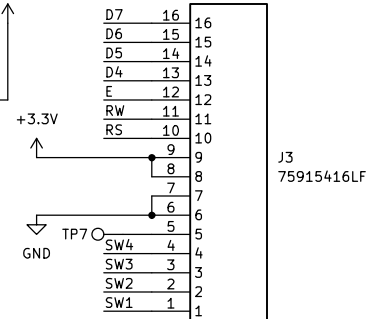 D7 16 16
D6 15 15
D5 14 14
D4 13 13
E 12 12
RW 11 11
+3.3V
RS 10 10
9 9
J3
8 8
75915416LF
7 7
6 6
TP7 5 5
GND
SW4 4 4
SW3 3 3
SW2 2 2
SW1 1 1